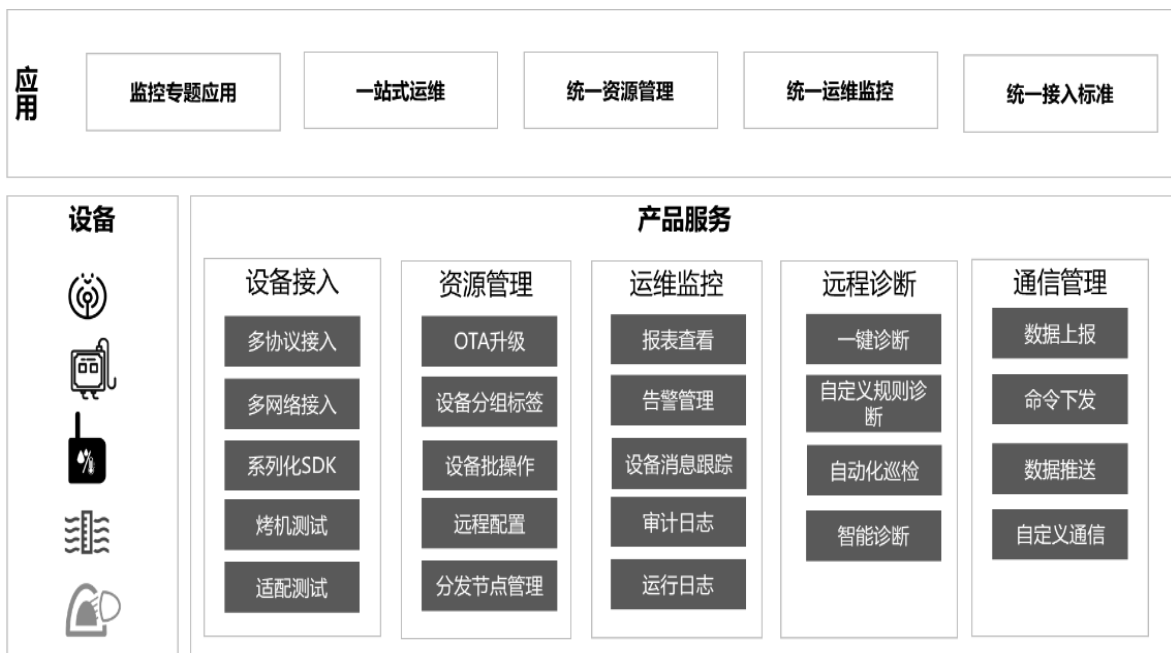 应
用
监控专题应用
一站式运维
统一资源管理
统一运维监控
统一接入标准
设备
产品服务
设备接入
多协议接入
多网络接入
系列化SDK
烤机测试
适配测试
资源管理
OTA升级
设备分组标签
设备批操作
远程配置
分发节点管理
运维监控
报表查看
告警管理
设备消息跟踪
审计日志
运行日志
远程诊断
一键诊断
自定义规则诊
断
自动化巡检
智能诊断
通信管理
数据上报
命令下发
数据推送
自定义通信